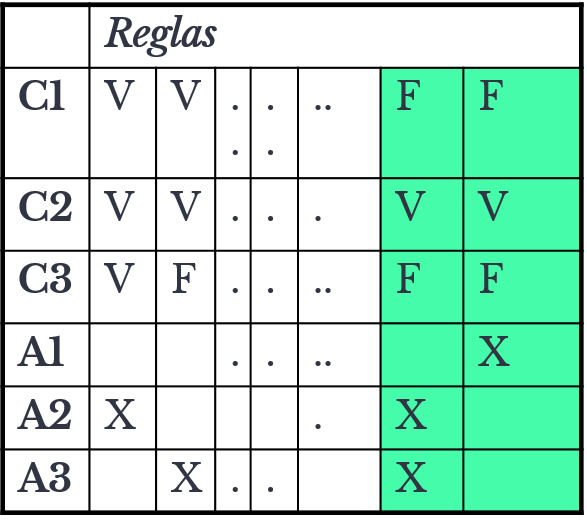 Reglas
C1 V V . . .. F F
. .
C2 V V . . . V V
C3 V F . . .. F F
A1 . . .. X
A2 X . X
A3 X . . X